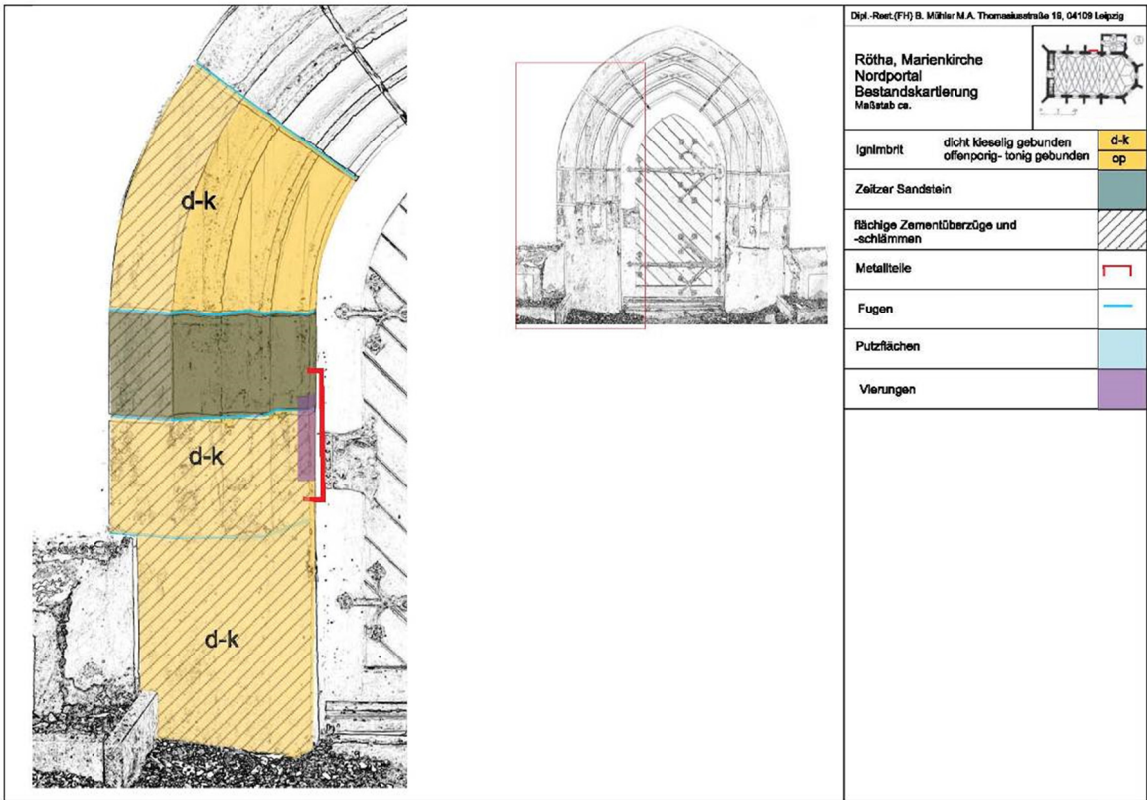 Dipl.-Rest.(FH) B. Mühler M.A. Thomasiusstraße 19, 04109 Leipzig
Rötha, Marienkirche
Nordportal
Bestandskartierung
Maßstab ca.
Ignimbrit
dicht kieselig gebunden
d-k
offenporig- tonig gebunden
op
Zeitzer Sandstein
flächige Zementüberzüge und
-schlämmen
Metallteile
Fugen
Putzflächen
Vierungen
d-k
d-k
d-k